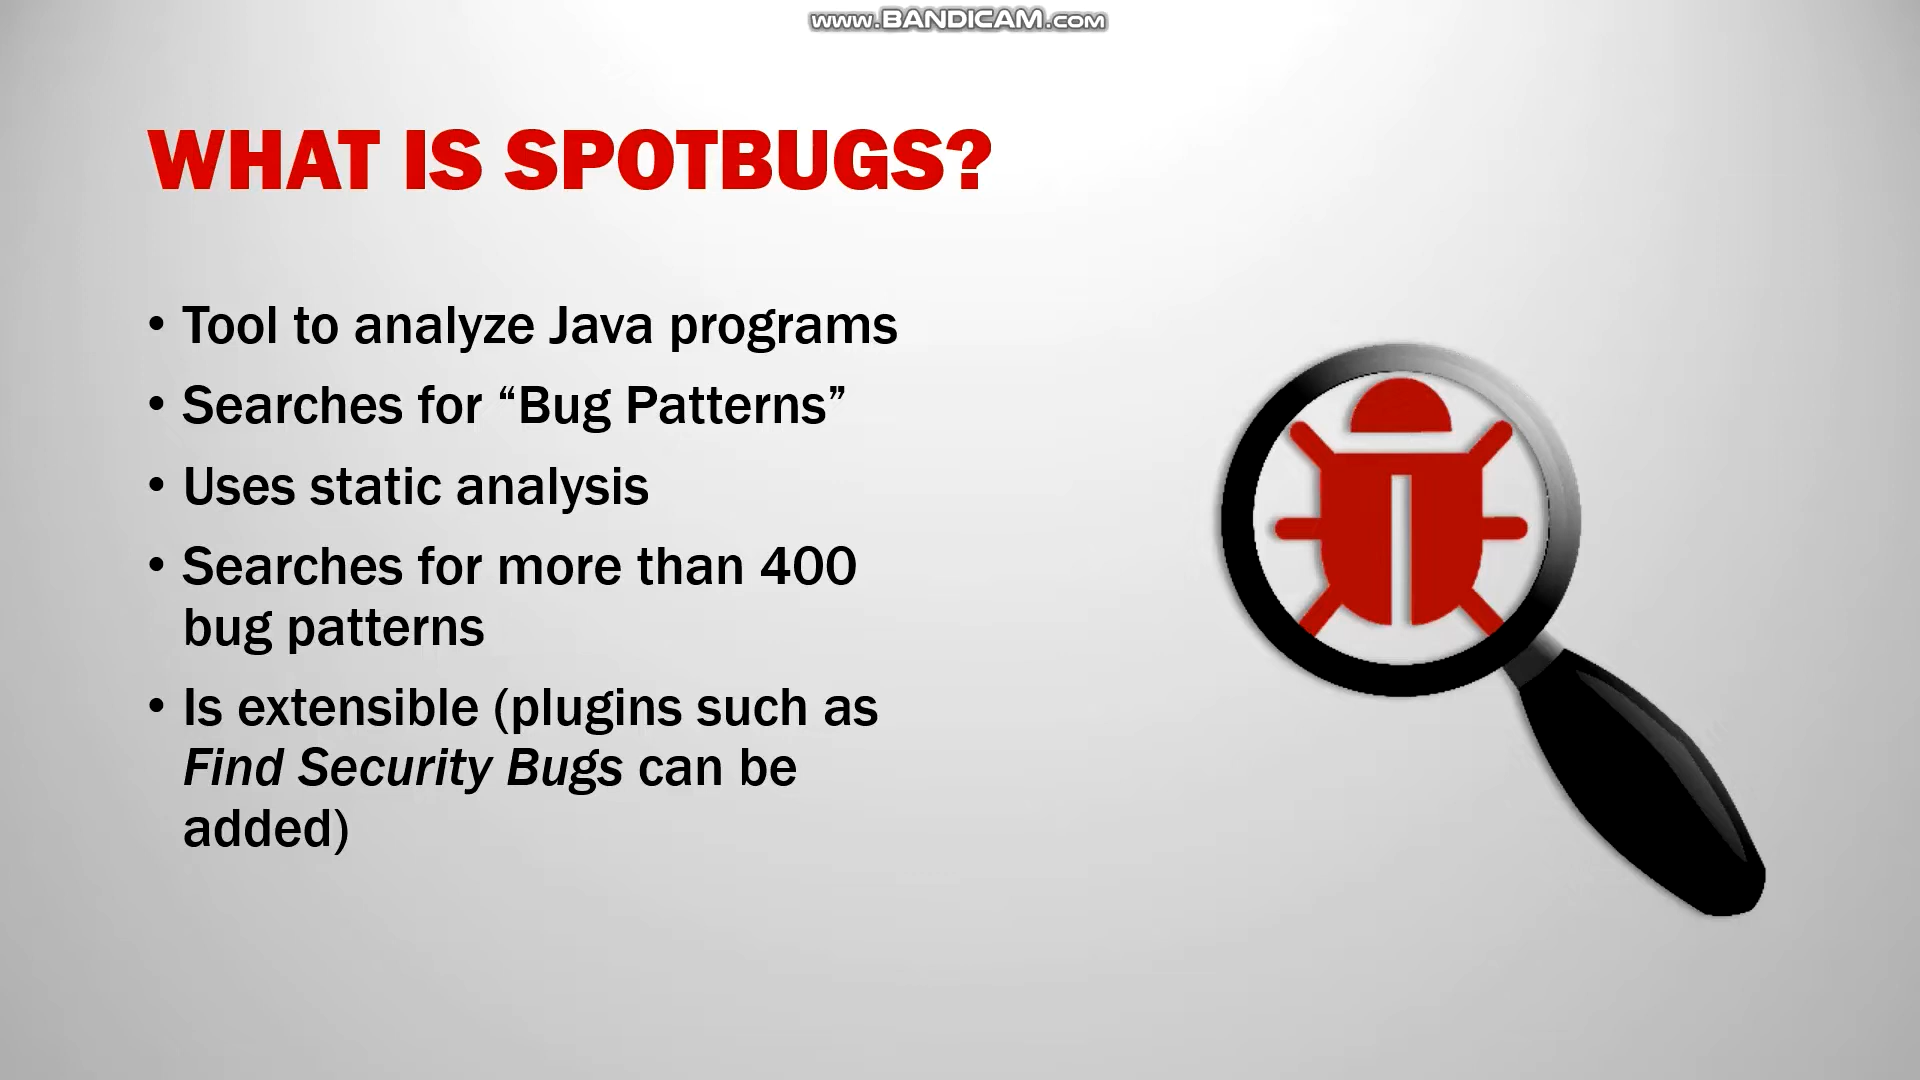 www.BANDICAM.com
WHAT IS SPOTBUGS?
• Tool to analyze Java programs
• Searches for “Bug Patterns”
• Uses static analysis
• Searches for more than 400
bug patterns
• Is extensible (plugins such as
Find Security Bugs can be
added)